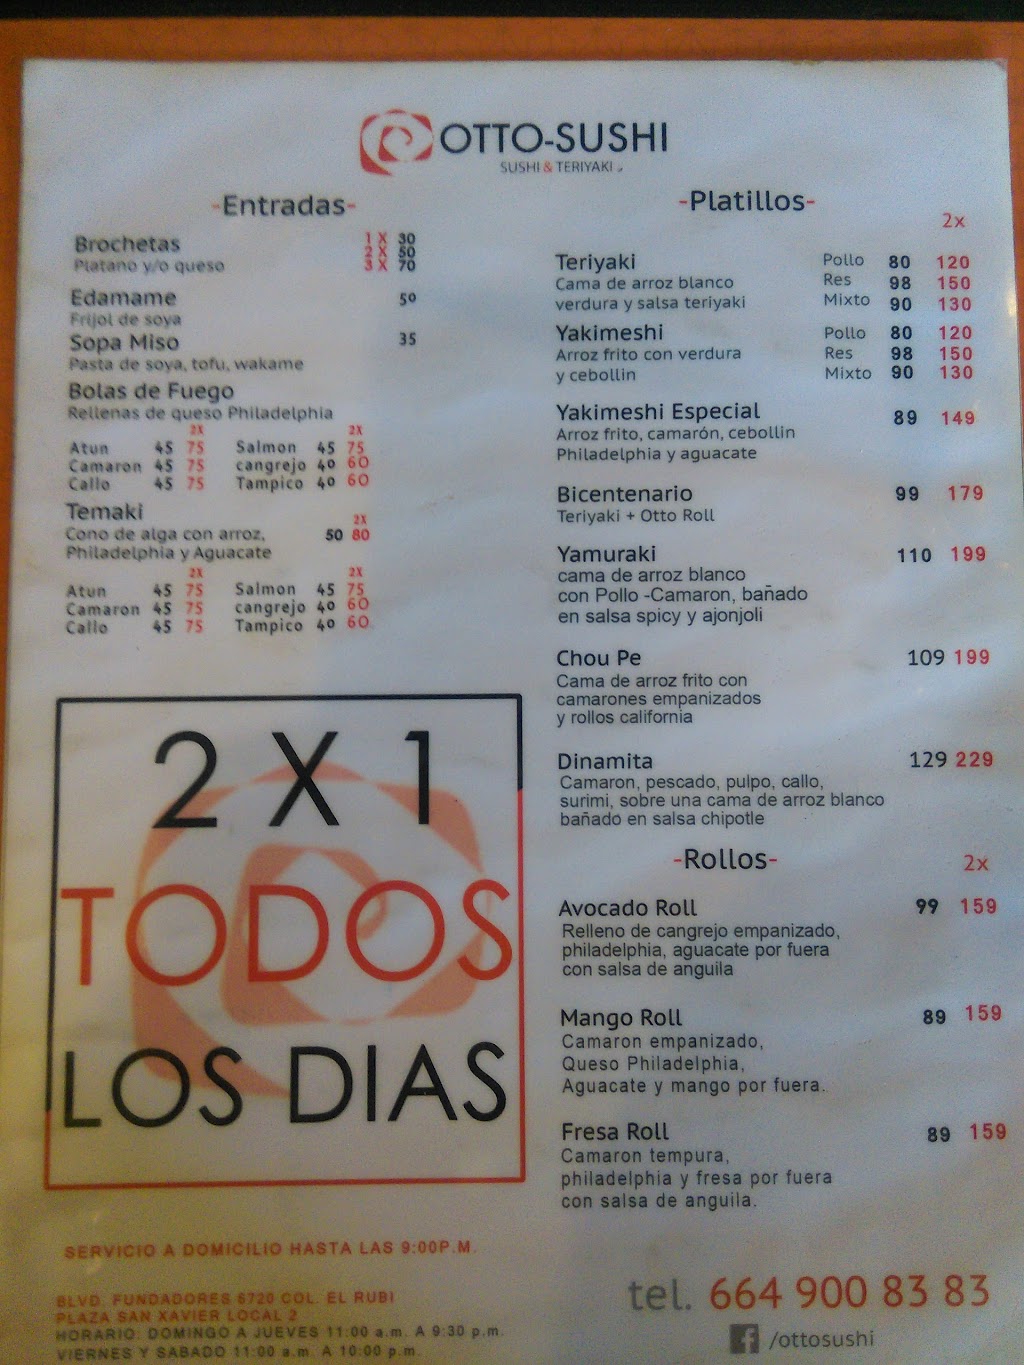 OTTO-SUSHI
SUSHI & TERIYAKI
-Entradas-
Brochetas 1 X 30
2 X 50
Platano y/o queso 3 X 70
Edamame 50
Frijol de soya
Sopa Miso 35
Pasta de soya, tofu, wakame
Bolas de Fuego
Rellenas de queso Philadelphia
2X 2X
Atun 45 75 Salmon 45 75
Camaron 45 75 cangrejo 40 60
Callo 45 75 Tampico 40 60
Temaki
2X
Cono de alga con arroz, 50 80
Philadelphia y Aguacate
2X 2X
Atun 45 75 Salmon 45 75
Camaron 45 75 cangrejo 40 60
Callo 45 75 Tampico 40 60
2 X 1
TODOS
LOS DIAS
SERVICIO A DOMICILIO HASTA LAS 9:00P.M.
BLVD. FUNDADORES 6720 COL. EL RUBI
PLAZA SAN XAVIER LOCAL 2
HORARIO: DOMINGO A JUEVES 11:00 a.m. A 9:30 p.m.
VIERNES Y SABADO 11:00 a.m. A 10:00 p.m.
-Platillos-
2x
Teriyaki Pollo 80 120
Cama de arroz blanco Res 98 150
verdura y salsa teriyaki Mixto 90 130
Yakimeshi Pollo 80 120
Arroz frito con verdura Res 98 150
y cebollin Mixto 90 130
Yakimeshi Especial 89 149
Arroz frito, camarón, cebollin
Philadelphia y aguacate
Bicentenario 99 179
Teriyaki + Otto Roll
Yamuraki 110 199
cama de arroz blanco
con Pollo -Camaron, bañado
en salsa spicy y ajonjoli
Chou Pe 109 199
Cama de arroz frito con
camarones empanizados
y rollos california
Dinamita 129 229
Camaron, pescado, pulpo, callo,
surimi, sobre una cama de arroz blanco
bañado en salsa chipotle
-Rollos-
2x
Avocado Roll 99 159
Relleno de cangrejo empanizado,
philadelphia, aguacate por fuera
con salsa de anguila
Mango Roll 89 159
Camaron empanizado,
Queso Philadelphia,
Aguacate y mango por fuera.
Fresa Roll 89 159
Camaron tempura,
philadelphia y fresa por fuera
con salsa de anguila.
tel. 664 900 83 83
/ottosushi